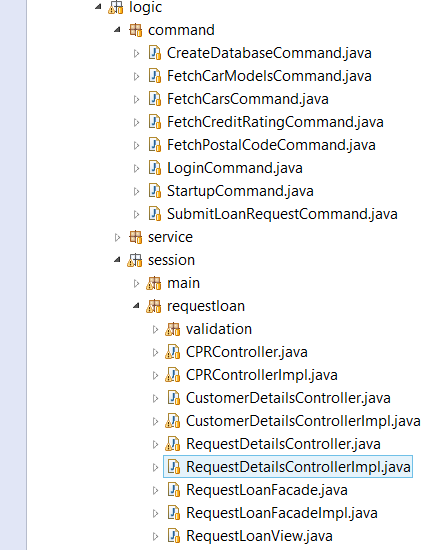 logic
command
CreateDatabaseCommand.java
FetchCarModelsCommand.java
FetchCarsCommand.java
FetchCreditRatingCommand.java
FetchPostalCodeCommand.java
LoginCommand.java
StartupCommand.java
SubmitLoanRequestCommand.java
service
session
main
requestloan
validation
CPRController.java
CPRControllerImpl.java
CustomerDetailsController.java
CustomerDetailsControllerImpl.java
RequestDetailsController.java
RequestDetailsControllerImpl.java
RequestLoanFacade.java
RequestLoanFacadeImpl.java
RequestLoanView.java